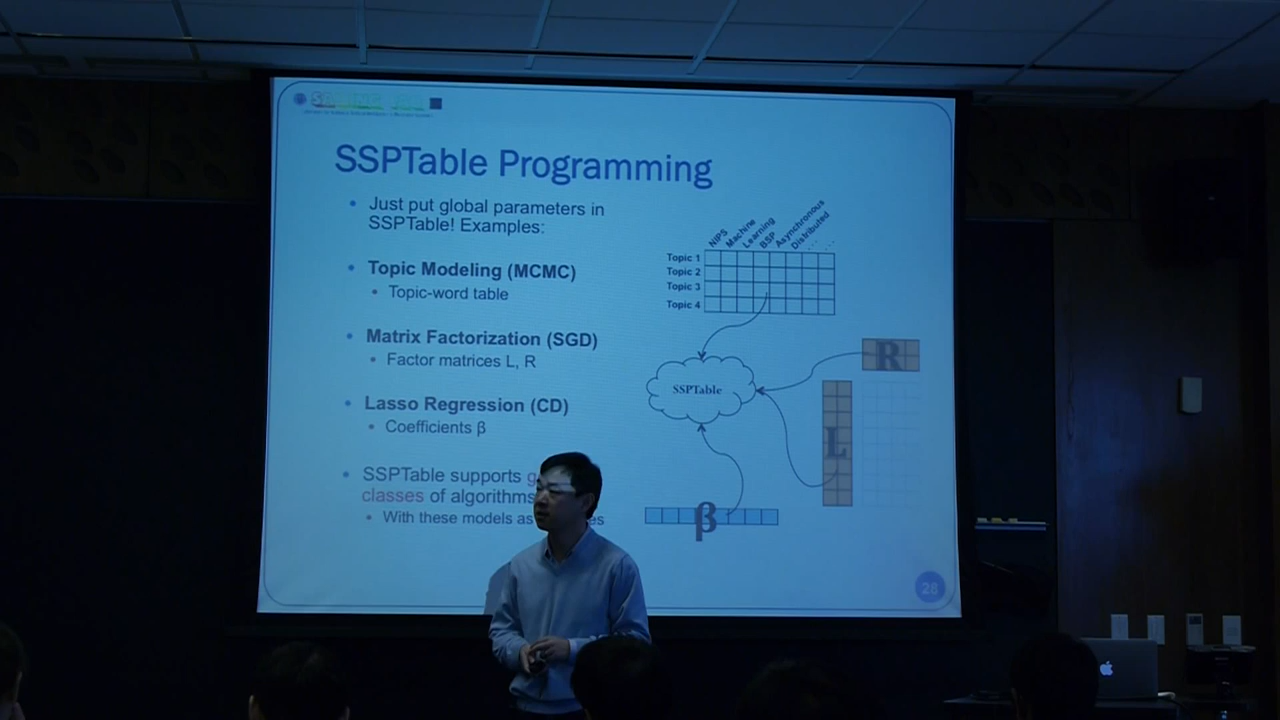 SSPTable Programming
Just put global parameters in
SSPTable! Examples:
Topic Modeling (MCMC)
Topic-word table
Matrix Factorization (SGD)
Factor matrices L, R
Lasso Regression (CD)
Coefficients β
SSPTable supports
classes of algorithms
With these models as
NIPS
Machine
Learning
BSP
Asynchronous
Distributed
. . .
Topic 1
Topic 2
Topic 3
Topic 4
SSPTable
R
L
β
28